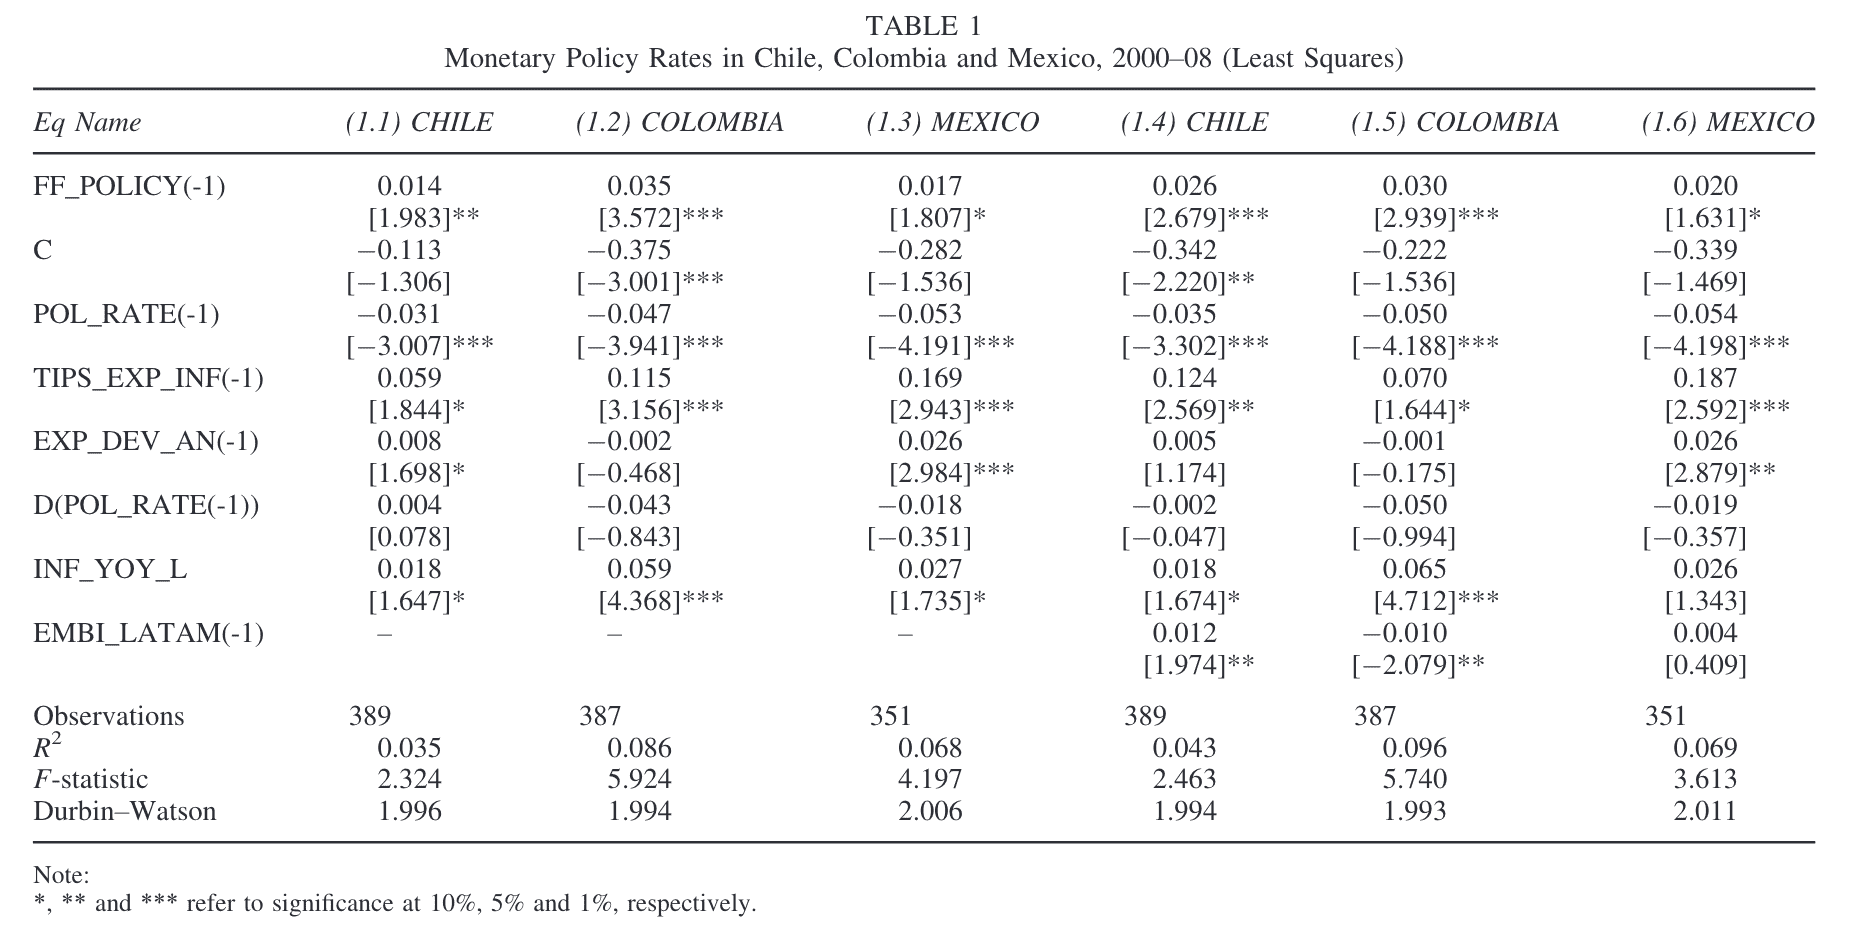 TABLE 1
Monetary Policy Rates in Chile, Colombia and Mexico, 2000–08 (Least Squares)
Eq Name (1.1) CHILE (1.2) COLOMBIA (1.3) MEXICO (1.4) CHILE (1.5) COLOMBIA (1.6) MEXICO
FF_POLICY(-1) 0.014 0.035 0.017 0.026 0.030 0.020
[1.983]** [3.572]*** [1.807]* [2.679]*** [2.939]*** [1.631]*
C −0.113 −0.375 −0.282 −0.342 −0.222 −0.339
[−1.306] [−3.001]*** [−1.536] [−2.220]** [−1.536] [−1.469]
POL_RATE(-1) −0.031 −0.047 −0.053 −0.035 −0.050 −0.054
[−3.007]*** [−3.941]*** [−4.191]*** [−3.302]*** [−4.188]*** [−4.198]***
TIPS_EXP_INF(-1) 0.059 0.115 0.169 0.124 0.070 0.187
[1.844]* [3.156]*** [2.943]*** [2.569]** [1.644]* [2.592]***
EXP_DEV_AN(-1) 0.008 −0.002 0.026 0.005 −0.001 0.026
[1.698]* [−0.468] [2.984]*** [1.174] [−0.175] [2.879]**
D(POL_RATE(-1)) 0.004 −0.043 −0.018 −0.002 −0.050 −0.019
[0.078] [−0.843] [−0.351] [−0.047] [−0.994] [−0.357]
INF_YOY_L 0.018 0.059 0.027 0.018 0.065 0.026
[1.647]* [4.368]*** [1.735]* [1.674]* [4.712]*** [1.343]
EMBI_LATAM(-1) – – – 0.012 −0.010 0.004
[1.974]** [−2.079]** [0.409]
Observations 389 387 351 389 387 351
R² 0.035 0.086 0.068 0.043 0.096 0.069
F-statistic 2.324 5.924 4.197 2.463 5.740 3.613
Durbin–Watson 1.996 1.994 2.006 1.994 1.993 2.011
Note:
*, ** and *** refer to significance at 10%, 5% and 1%, respectively.